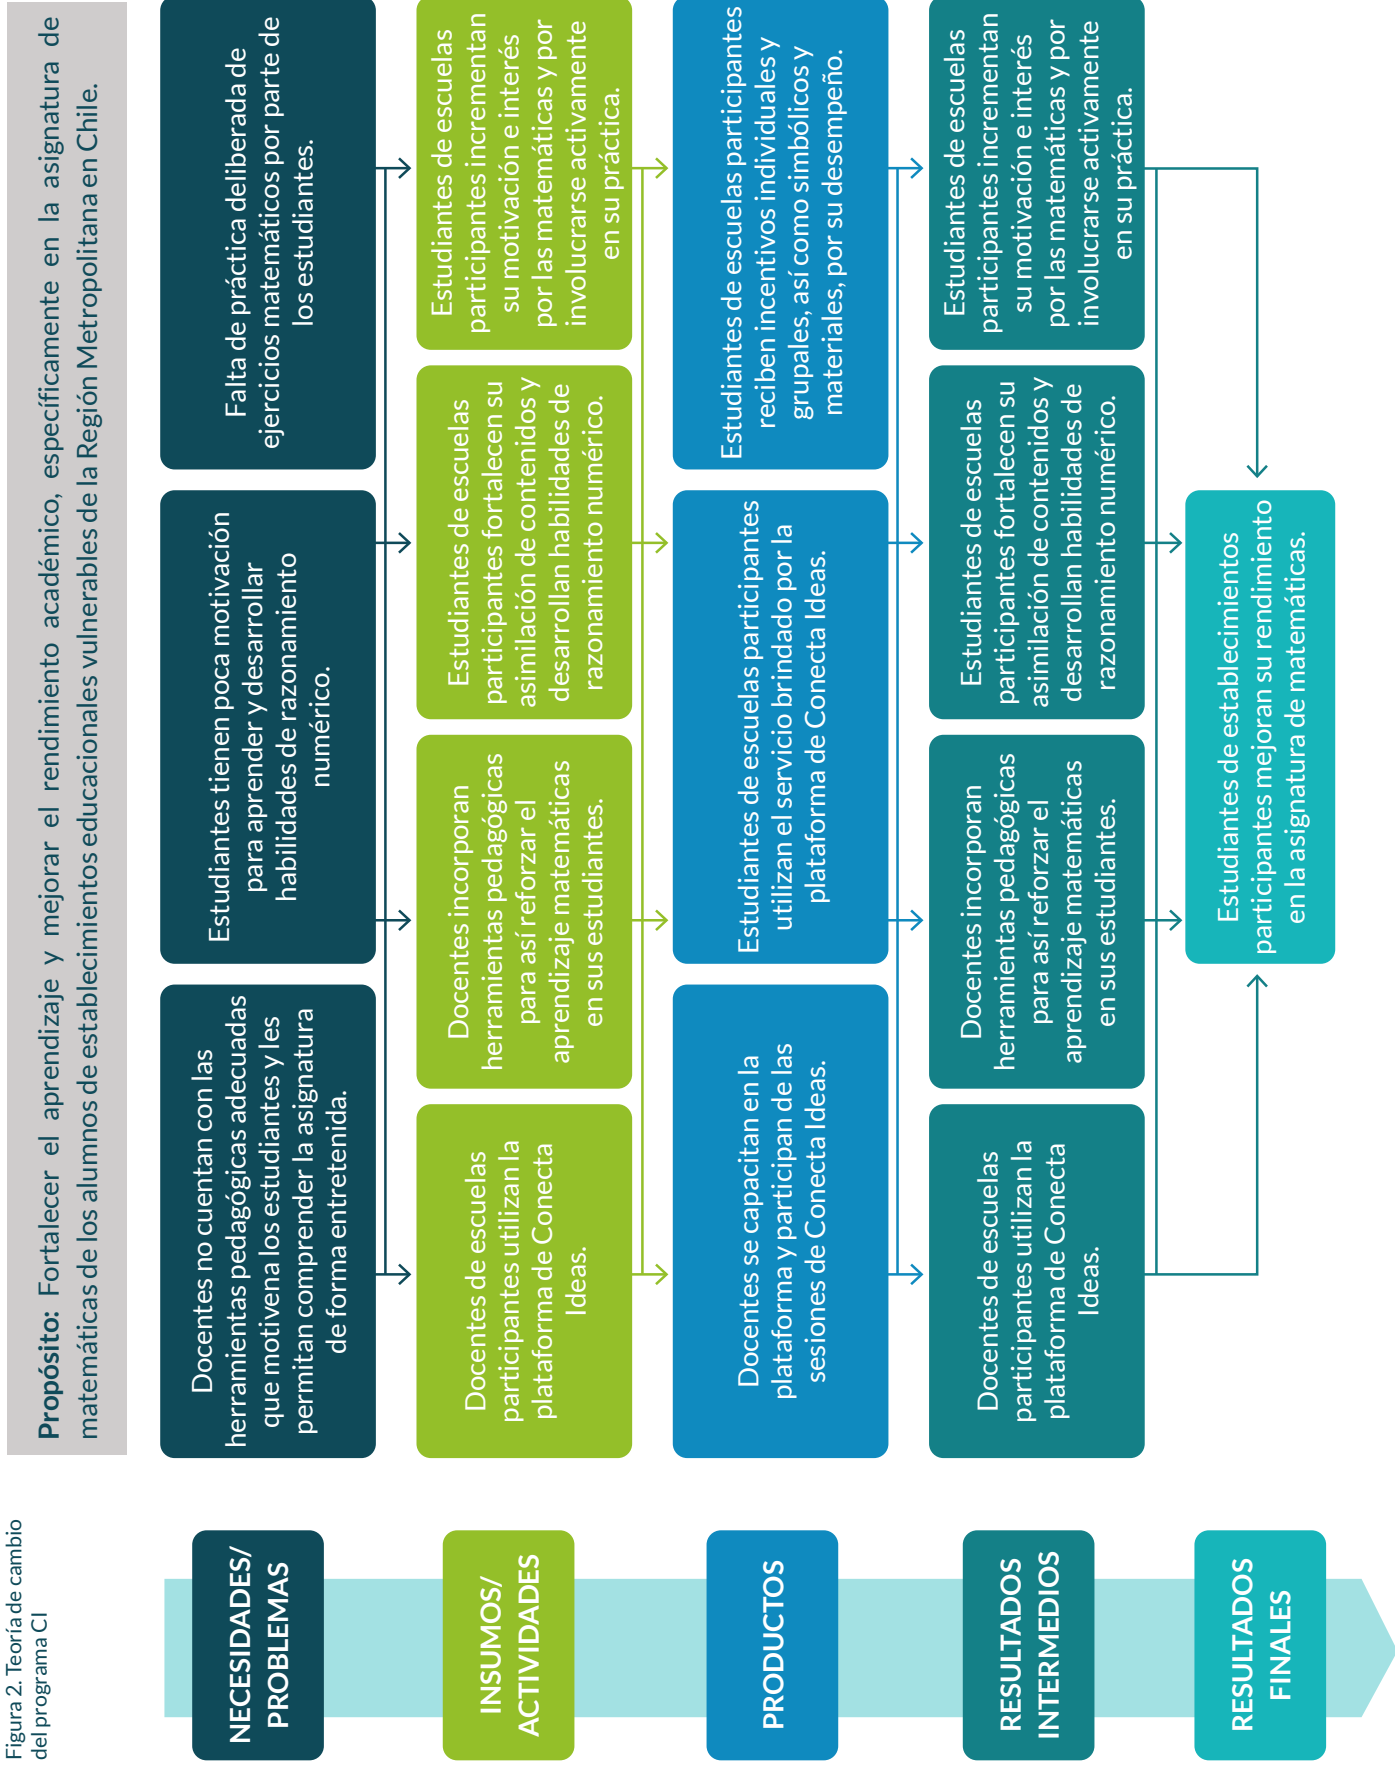 Figura 2. Teoría de cambio
del programa CI
Propósito: Fortalecer el aprendizaje y mejorar el rendimiento académico, específicamente en la asignatura de
matemáticas de los alumnos de establecimientos educacionales vulnerables de la Región Metropolitana en Chile.
NECESIDADES/
PROBLEMAS
Docentes no cuentan con las
herramientas pedagógicas adecuadas
que motivena los estudiantes y les
permitan comprender la asignatura
de forma entretenida.
Estudiantes tienen poca motivación
para aprender y desarrollar
habilidades de razonamiento
numérico.
Falta de práctica deliberada de
ejercicios matemáticos por parte de
los estudiantes.
INSUMOS/
ACTIVIDADES
Docentes de escuelas
participantes utilizan la
plataforma de Conecta
Ideas.
Docentes incorporan
herramientas pedagógicas
para así reforzar el
aprendizaje matemáticas
en sus estudiantes.
Estudiantes de escuelas
participantes fortalecen su
asimilación de contenidos y
desarrollan habilidades de
razonamiento numérico.
Estudiantes de escuelas
participantes incrementan
su motivación e interés
por las matemáticas y por
involucrarse activamente
en su práctica.
PRODUCTOS
Docentes se capacitan en la
plataforma y participan de las
sesiones de Conecta Ideas.
Estudiantes de escuelas participantes
utilizan el servicio brindado por la
plataforma de Conecta Ideas.
Estudiantes de escuelas participantes
reciben incentivos individuales y
grupales, así como simbólicos y
materiales, por su desempeño.
RESULTADOS
INTERMEDIOS
Docentes de escuelas
participantes utilizan la
plataforma de Conecta
Ideas.
Docentes incorporan
herramientas pedagógicas
para así reforzar el
aprendizaje matemáticas
en sus estudiantes.
Estudiantes de escuelas
participantes fortalecen su
asimilación de contenidos y
desarrollan habilidades de
razonamiento numérico.
Estudiantes de escuelas
participantes incrementan
su motivación e interés
por las matemáticas y por
involucrarse activamente
en su práctica.
RESULTADOS
FINALES
Estudiantes de establecimientos
participantes mejoran su rendimiento
en la asignatura de matemáticas.